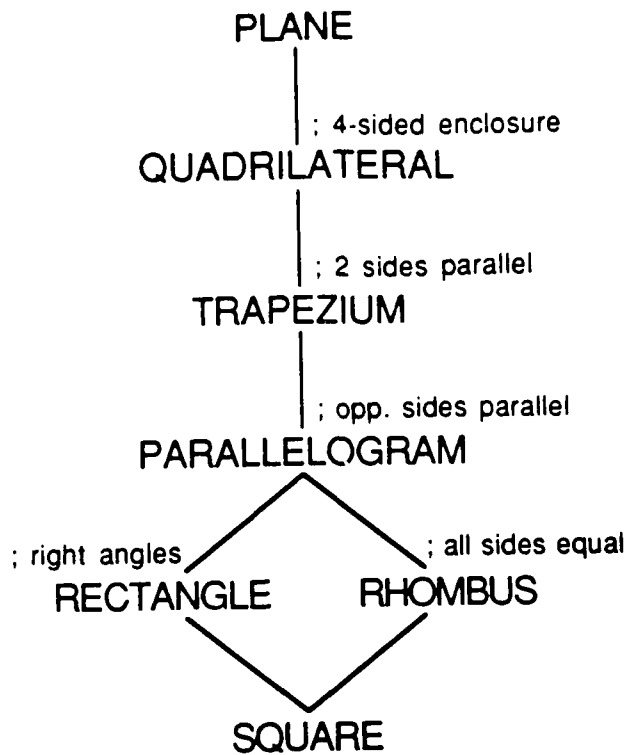 PLANE
; 4-sided enclosure
QUADRILATERAL
; 2 sides parallel
TRAPEZIUM
; opp. sides parallel
PARALLELOGRAM
; right angles
; all sides equal
RECTANGLE
RHOMBUS
SQUARE